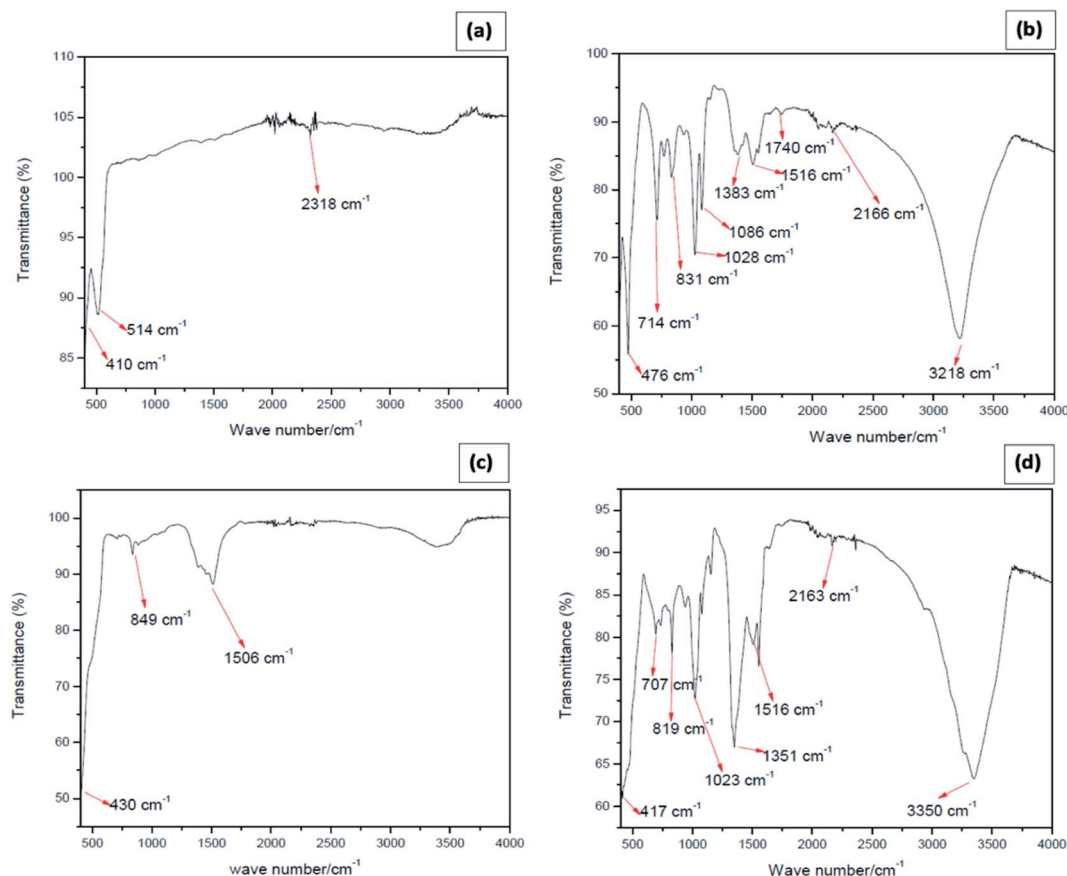 (a)
110
105
100
95
90
85
Transmittance (%)
2318 cm⁻¹
514 cm⁻¹
410 cm⁻¹
500 1000 1500 2000 2500 3000 3500 4000
Wave number/cm⁻¹
(b)
100
90
80
70
60
50
Transmittance (%)
1740 cm⁻¹
1383 cm⁻¹
1516 cm⁻¹
2166 cm⁻¹
1086 cm⁻¹
1028 cm⁻¹
831 cm⁻¹
714 cm⁻¹
476 cm⁻¹
3218 cm⁻¹
500 1000 1500 2000 2500 3000 3500 4000
Wave number/cm⁻¹
(c)
100
90
80
70
60
50
Transmittance (%)
849 cm⁻¹
1506 cm⁻¹
430 cm⁻¹
500 1000 1500 2000 2500 3000 3500 4000
wave number/cm⁻¹
(d)
95
90
85
80
75
70
65
60
Transmittance (%)
2163 cm⁻¹
707 cm⁻¹
1516 cm⁻¹
819 cm⁻¹
1351 cm⁻¹
1023 cm⁻¹
417 cm⁻¹
3350 cm⁻¹
500 1000 1500 2000 2500 3000 3500 4000
Wave number/cm⁻¹